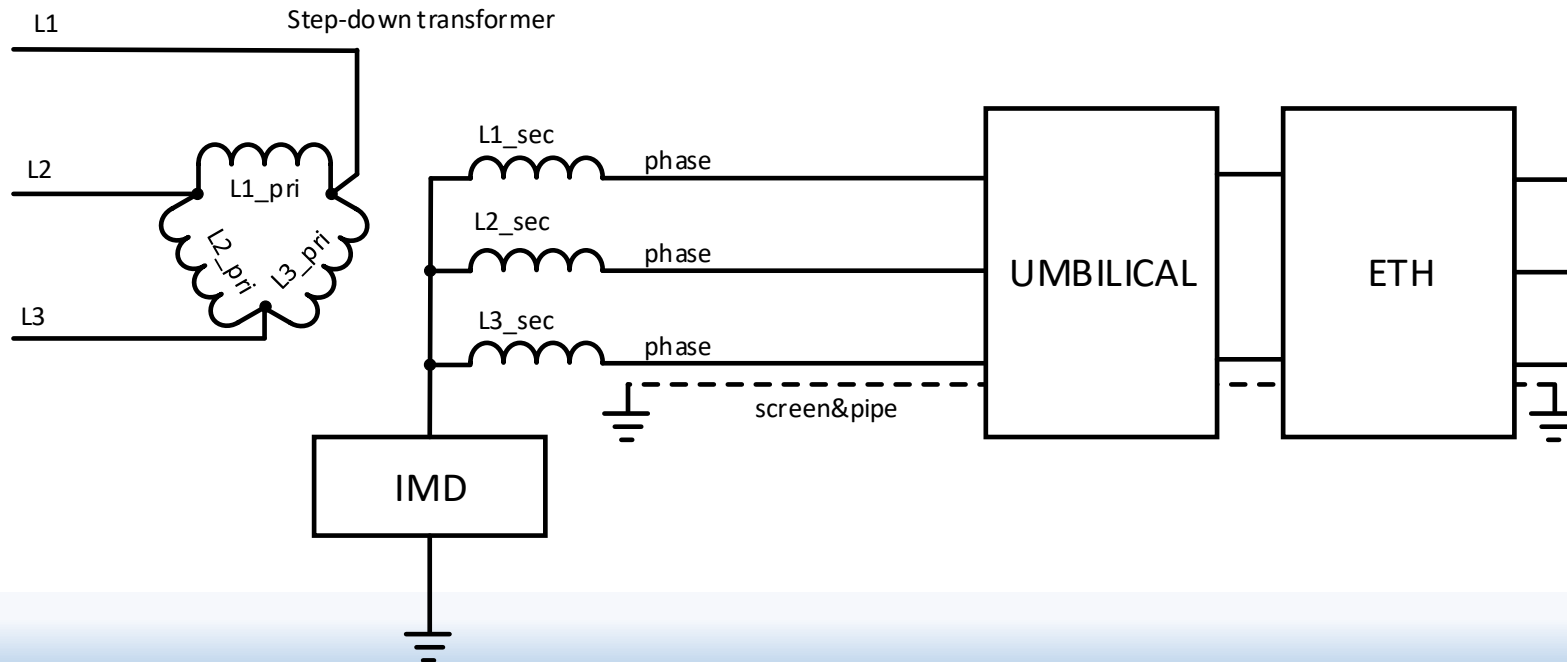 L1
Step-down transformer
L2
L3
L1_pri
L2_pri
L3_pri
L1_sec
phase
L2_sec
phase
L3_sec
phase
screen&pipe
IMD
UMBILICAL
ETH